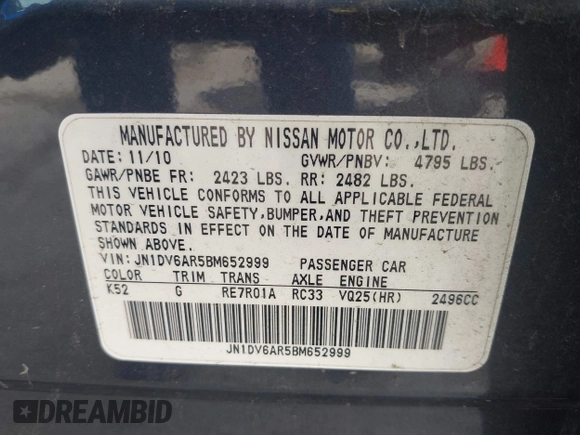 MANUFACTURED BY NISSAN MOTOR CO.,LTD.
DATE: 11/10 GVWR/PNBV: 4795 LBS.
GAWR/PNBE FR: 2423 LBS. RR: 2482 LBS.
THIS VEHICLE CONFORMS TO ALL APPLICABLE FEDERAL
MOTOR VEHICLE SAFETY,BUMPER,AND THEFT PREVENTION
STANDARDS IN EFFECT ON THE DATE OF MANUFACTURE
SHOWN ABOVE.
VIN: JN1DV6AR5BM652999 PASSENGER CAR
COLOR TRIM TRANS AXLE ENGINE
K52 G RE7R01A RC33 VQ25(HR) 2496CC
JN1DV6AR5BM652999
DREAMBID